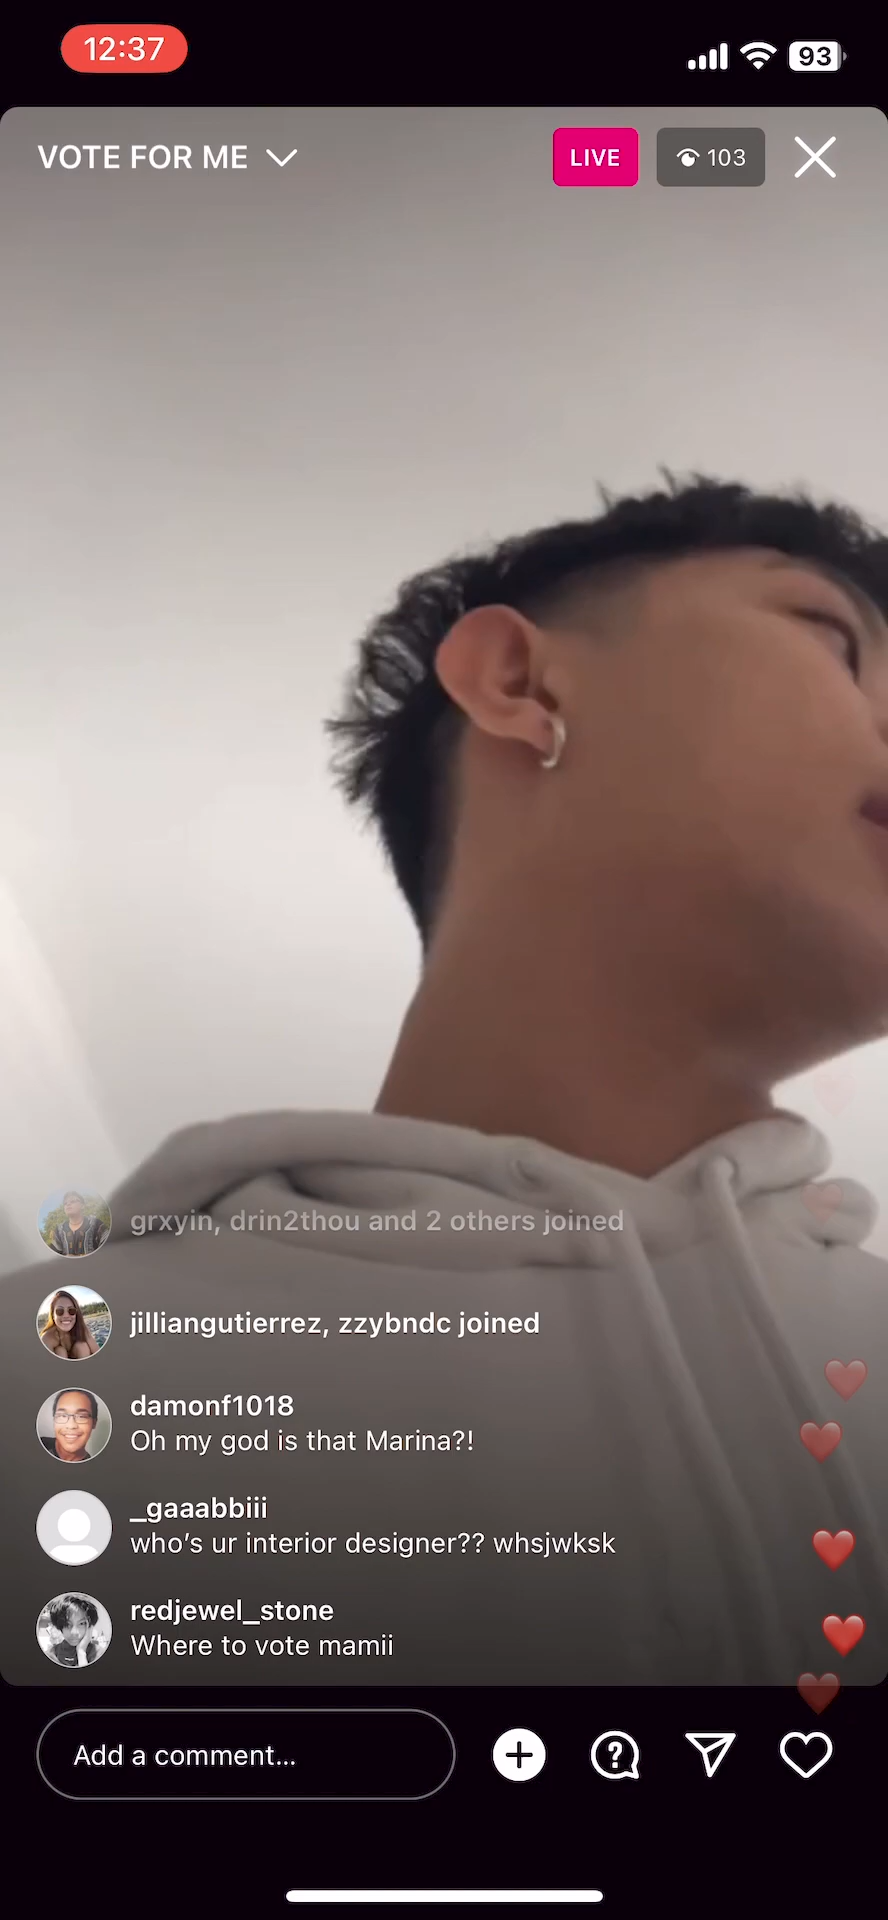 12:37
93
VOTE FOR ME
LIVE
103
grxyin, drin2thou and 2 others joined
jilliangutierrez, zzybndc joined
damonf1018
Oh my god is that Marina?!
_gaaabbiii
who’s ur interior designer?? whsjwksk
redjewel_stone
Where to vote mamii
Add a comment...